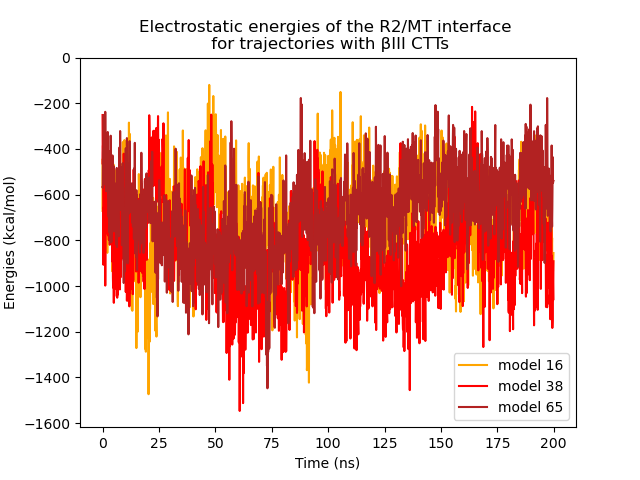 Electrostatic energies of the R2/MT interface
for trajectories with βIII CTTs
Energies (kcal/mol)
0
−200
−400
−600
−800
−1000
−1200
−1400
−1600
model 16
model 38
model 65
0 25 50 75 100 125 150 175 200
Time (ns)